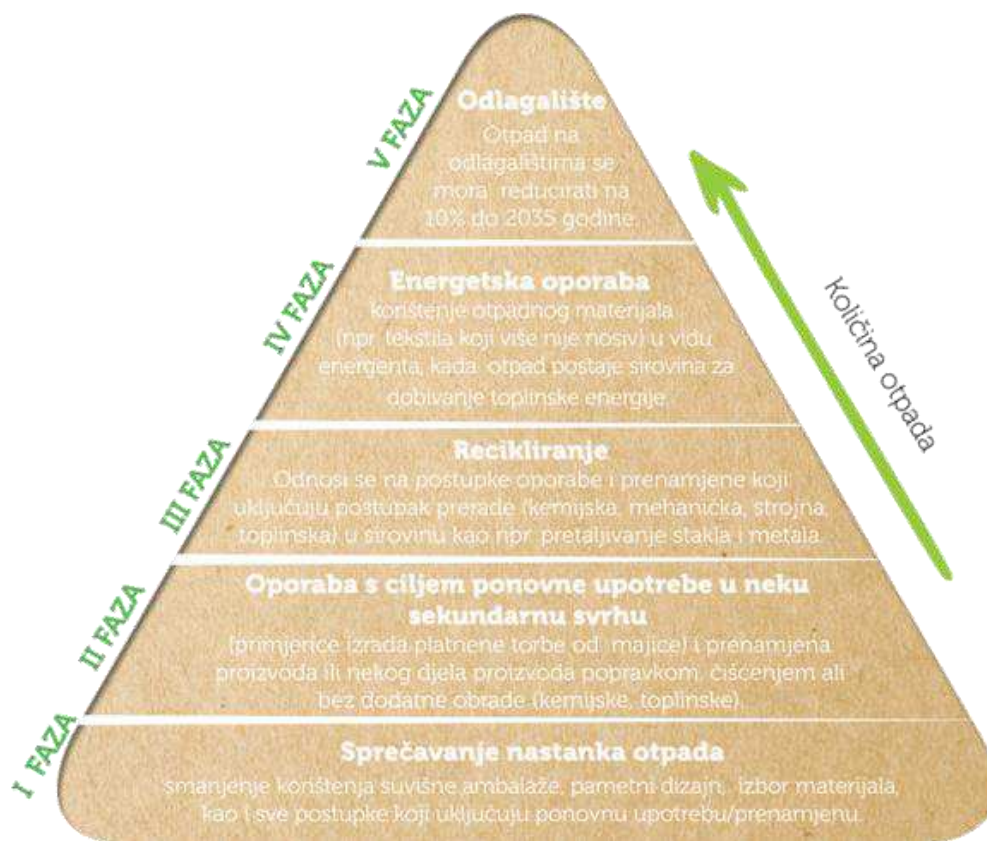 V FAZA
Odlagalište
Otpad na
odlagalištima se
mora reducirati na
10% do 2035 godine.
IV FAZA
Energetska oporaba
korištenje otpadnog materijala
(npr. tekstila koji više nije nosiv) u vidu
energenta, kada otpad postaje sirovina za
dobivanje toplinske energije.
III FAZA
Recikliranje
Odnosi se na postupke oporabe i prenamjene koji
uključuju postupak prerade (kemijska, mehanička, strojna,
toplinska) u sirovinu kao npr. pretaljivanje stakla i metala.
II FAZA
Oporaba s ciljem ponovne upotrebe u neku
sekundarnu svrhu
(primjerice izrada platnene torbe od majice) i prenamjena
proizvoda ili nekog djela proizvoda popravkom, čišćenjem ali
bez dodatne obrade (kemijske, toplinske).
I FAZA
Sprečavanje nastanka otpada
smanjenje korištenja suvišne ambalaže, pametni dizajn, izbor materijala,
kao i sve postupke koji uključuju ponovnu upotrebu/prenamjenu.
Količina otpada